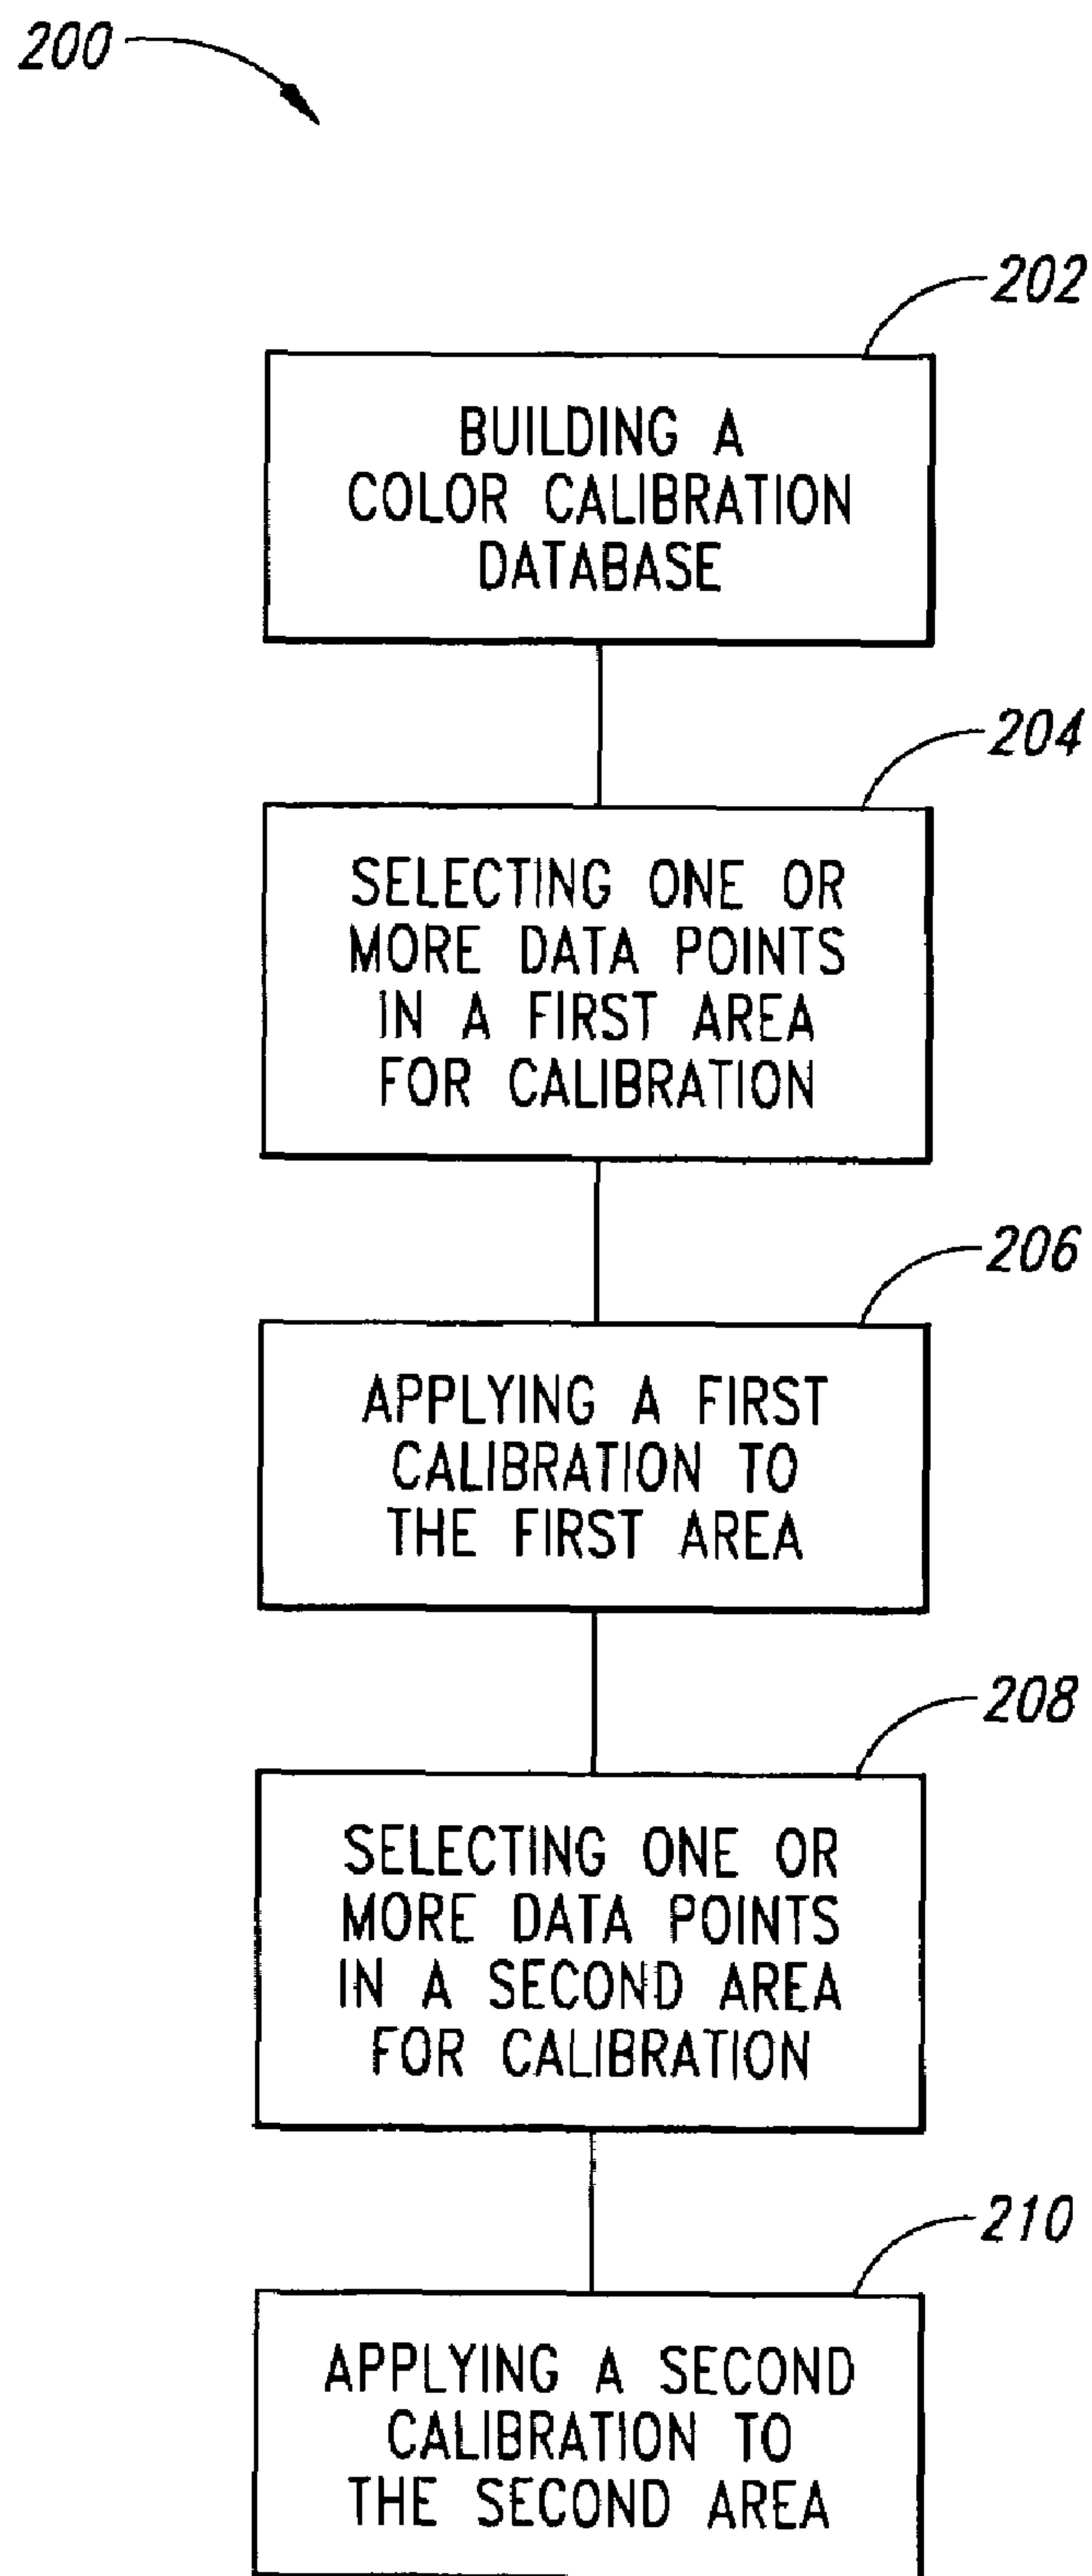 200
202
BUILDING A
COLOR CALIBRATION
DATABASE
204
SELECTING ONE OR
MORE DATA POINTS
IN A FIRST AREA
FOR CALIBRATION
206
APPLYING A FIRST
CALIBRATION TO
THE FIRST AREA
208
SELECTING ONE OR
MORE DATA POINTS
IN A SECOND AREA
FOR CALIBRATION
210
APPLYING A SECOND
CALIBRATION TO
THE SECOND AREA